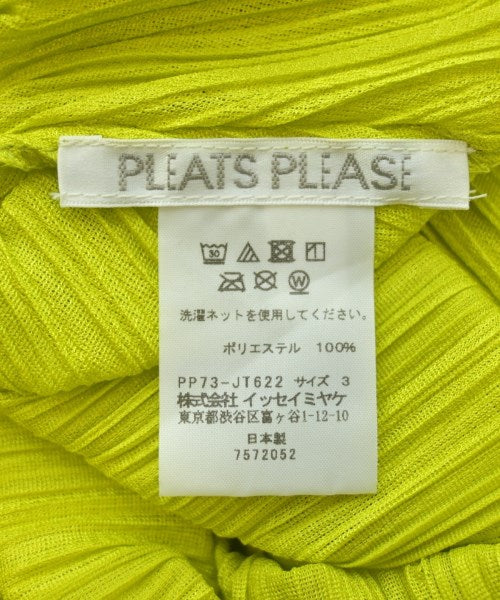 PLEATS PLEASE
30
W
洗濯ネットを使用してください。
ポリエステル 100%
PP73-JT622 サイズ 3
株式会社 イッセイミヤケ
東京都渋谷区富ヶ谷1-12-10
日本製
7572052